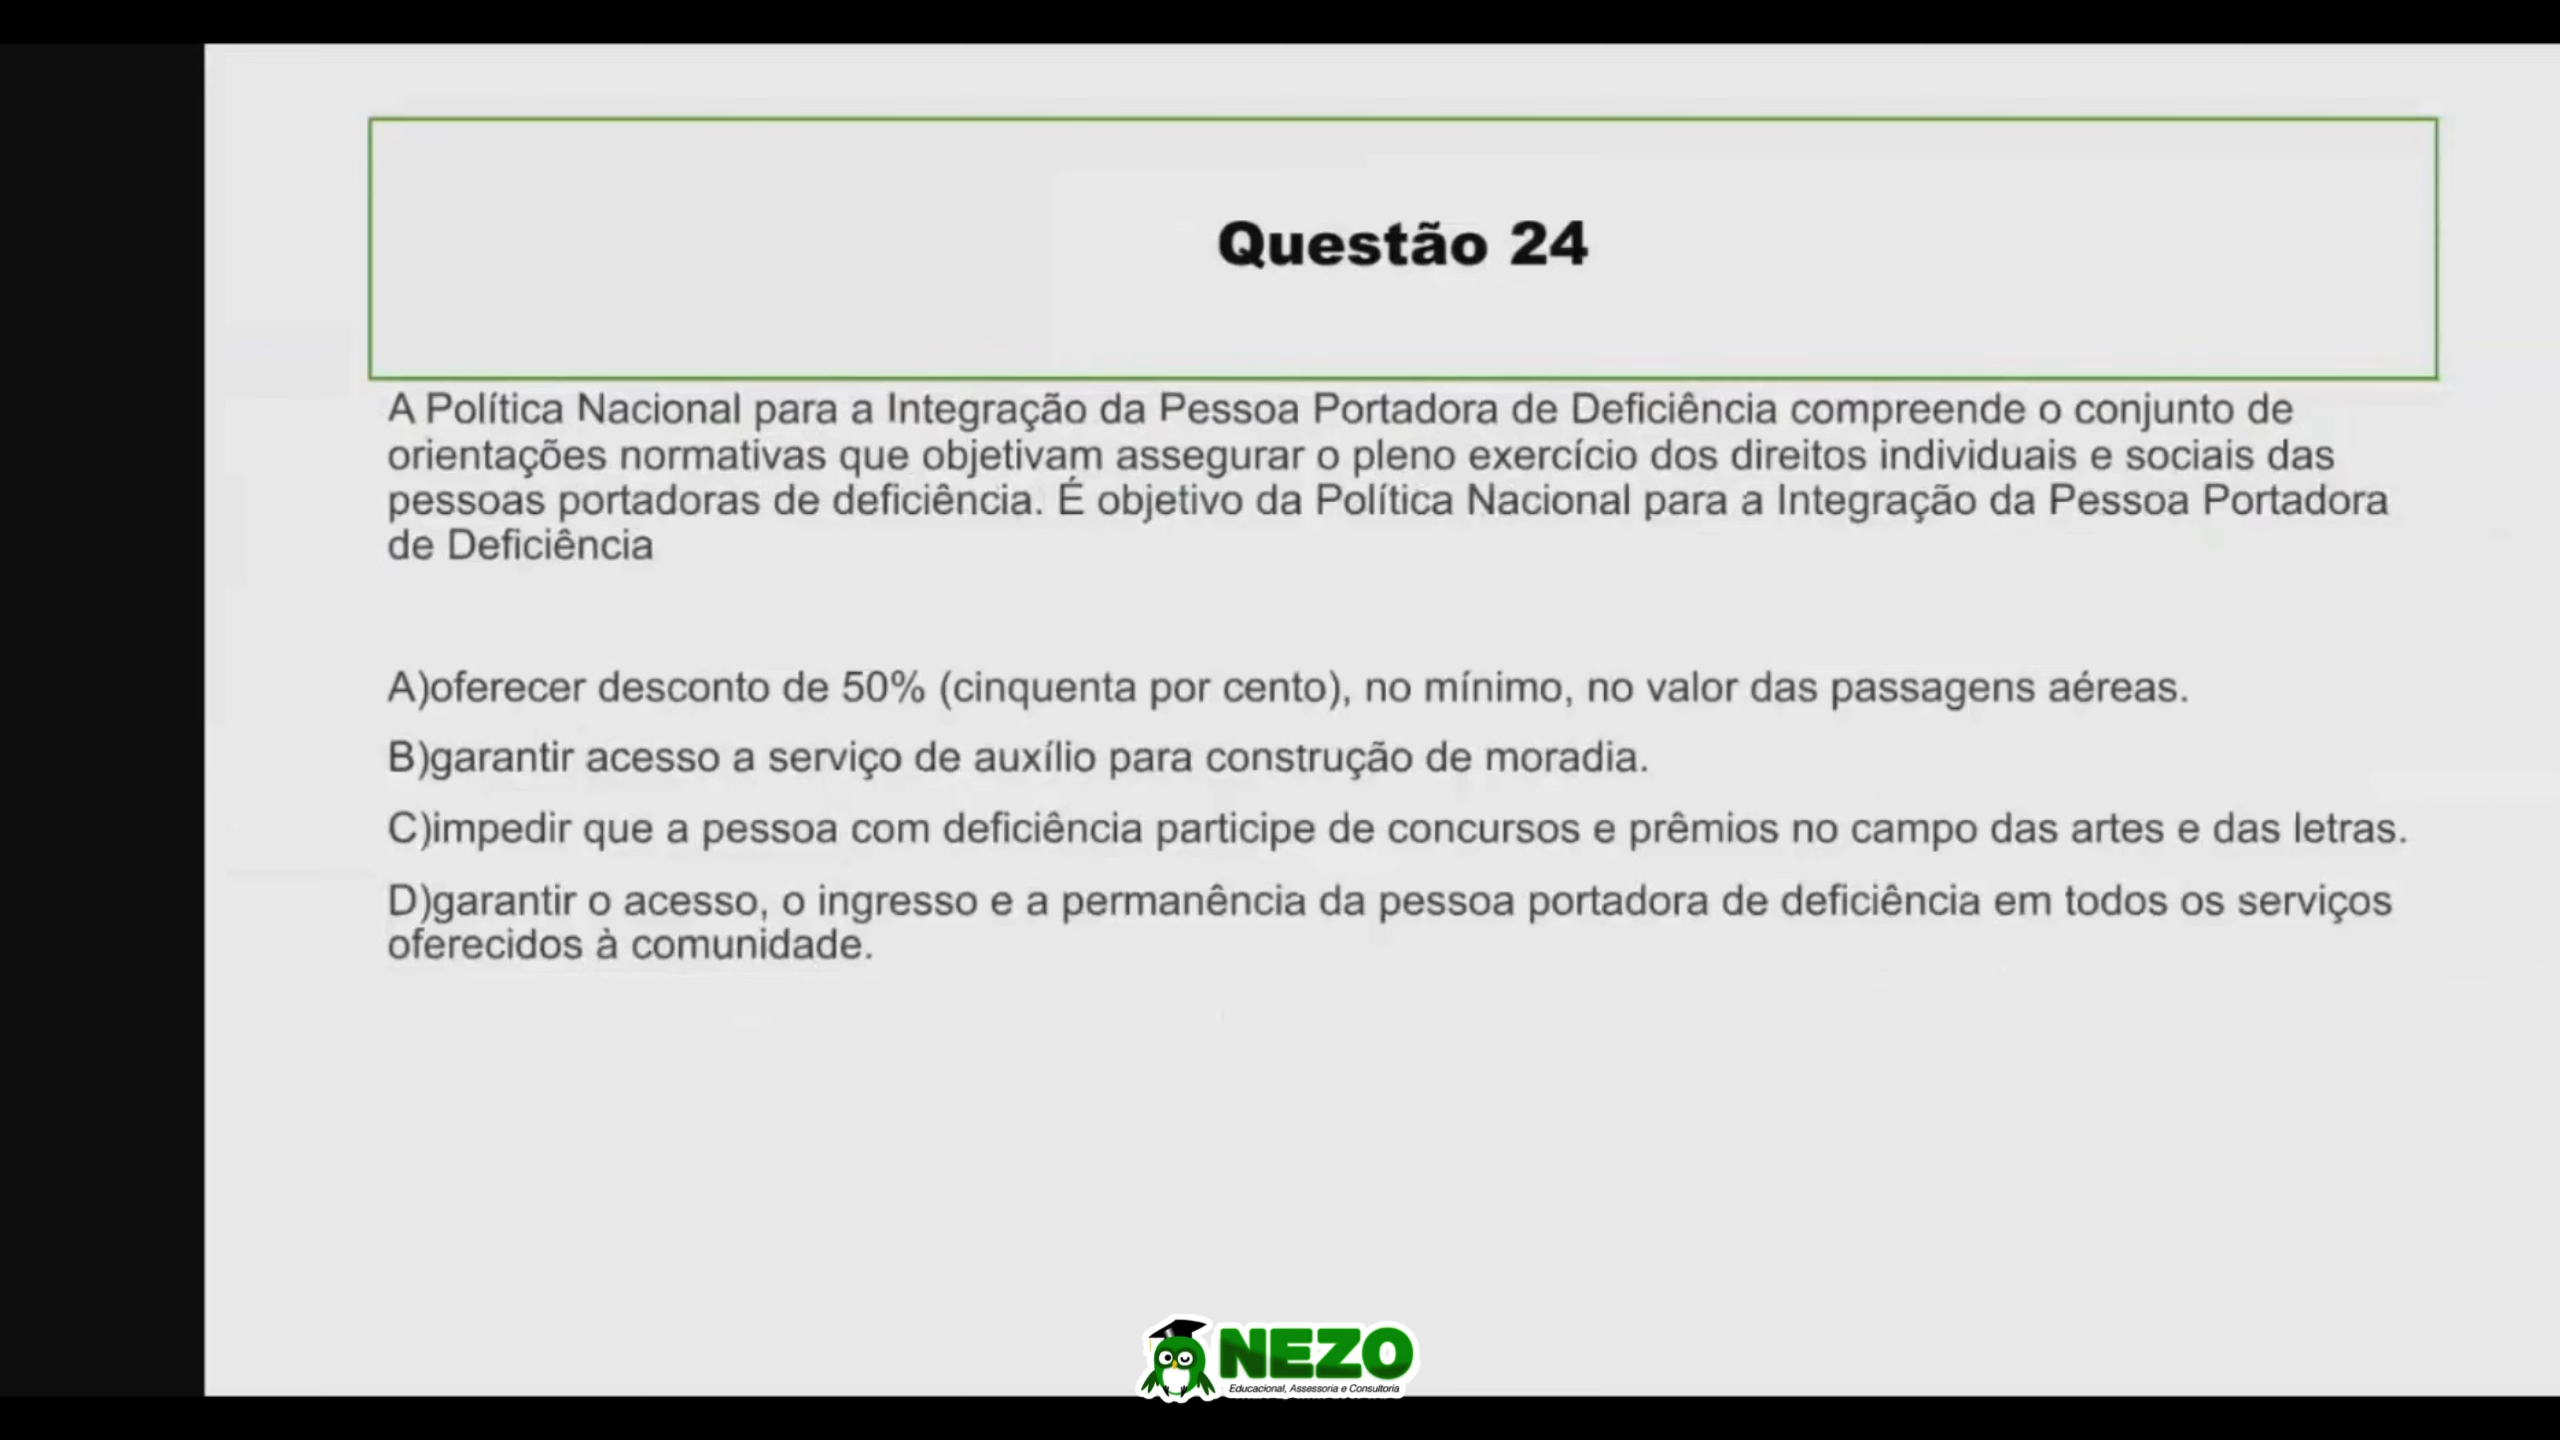 Questão 24
A Política Nacional para a Integração da Pessoa Portadora de Deficiência compreende o conjunto de
orientações normativas que objetivam assegurar o pleno exercício dos direitos individuais e sociais das
pessoas portadoras de deficiência. É objetivo da Política Nacional para a Integração da Pessoa Portadora
de Deficiência
A)oferecer desconto de 50% (cinquenta por cento), no mínimo, no valor das passagens aéreas.
B)garantir acesso a serviço de auxílio para construção de moradia.
C)impedir que a pessoa com deficiência participe de concursos e prêmios no campo das artes e das letras.
D)garantir o acesso, o ingresso e a permanência da pessoa portadora de deficiência em todos os serviços
oferecidos à comunidade.
NEZO
Educacional, Assessoria e Consultoria